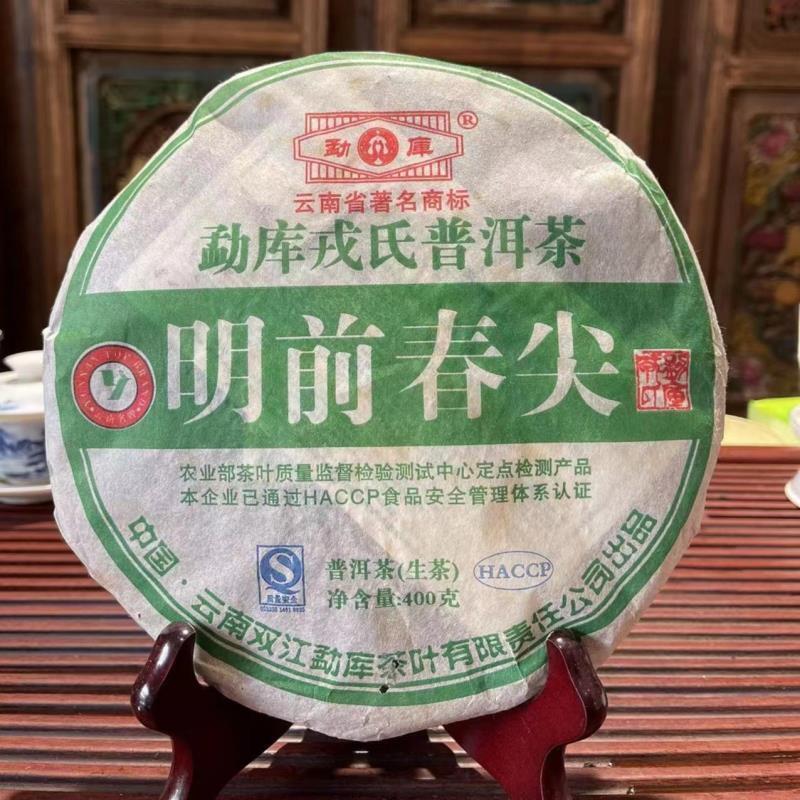 勐库®
云南省著名商标
勐库戎氏普洱茶
明前春尖
农业部茶叶质量监督检验测试中心定点检测产品
本企业已通过HACCP食品安全管理体系认证
QS
普洱茶(生茶)
HACCP
净含量:400克
中国·云南双江勐库茶叶有限责任公司出品